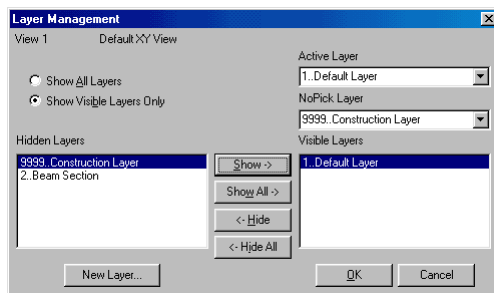 Layer Management
View 1 Default XY View
Show All Layers
Show Visible Layers Only
Active Layer
1..Default Layer
NoPick Layer
9999..Construction Layer
Hidden Layers
9999..Construction Layer
2..Beam Section
Show ->
Show All ->
<- Hide
<- Hide All
Visible Layers
1..Default Layer
New Layer...
OK
Cancel